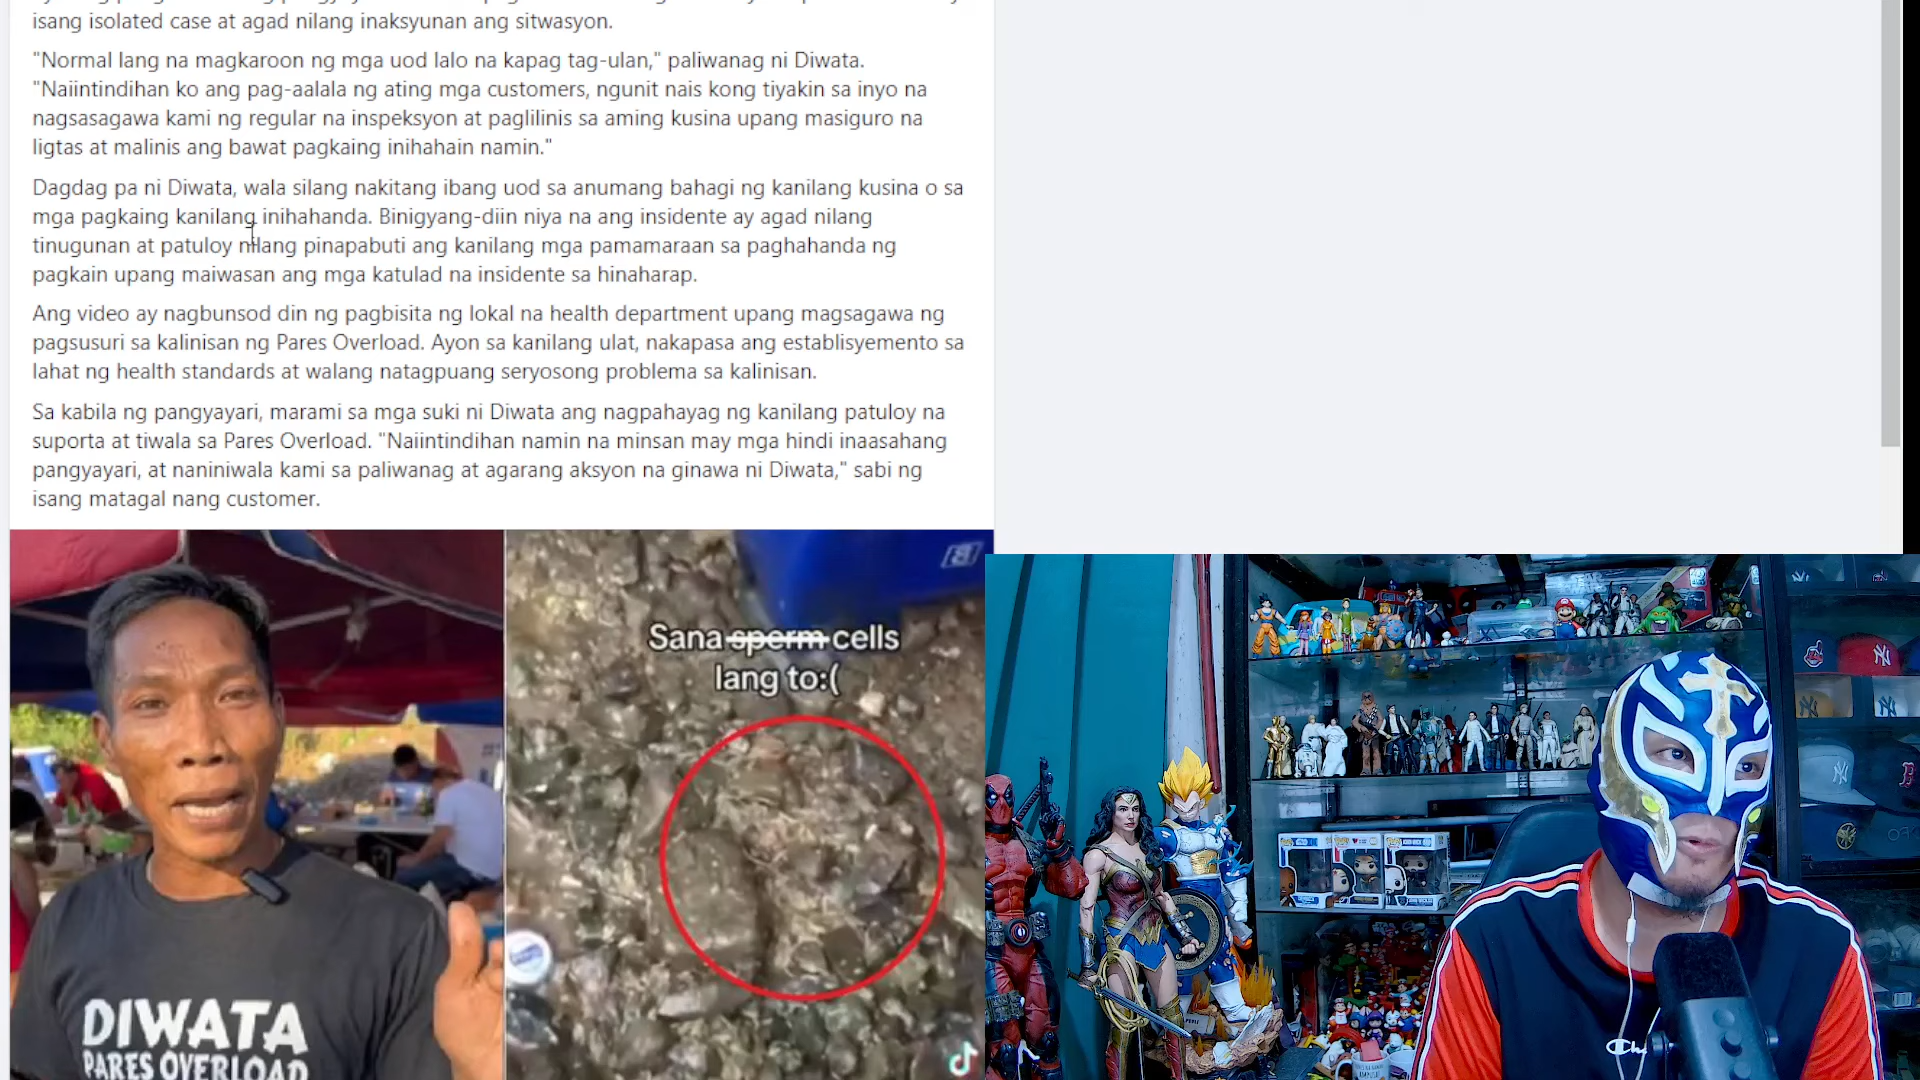 isang isolated case at agad nilang inaksyunan ang sitwasyon.
"Normal lang na magkaroon ng mga uod lalo na kapag tag-ulan," paliwanag ni Diwata.
"Naiintindihan ko ang pag-aalala ng ating mga customers, ngunit nais kong tiyakin sa inyo na
nagsasagawa kami ng regular na inspeksyon at paglilinis sa aming kusina upang masiguro na
ligtas at malinis ang bawat pagkaing inihahain namin."
Dagdag pa ni Diwata, wala silang nakitang ibang uod sa anumang bahagi ng kanilang kusina o sa
mga pagkaing kanilang inihahanda. Binigyang-diin niya na ang insidente ay agad nilang
tinugunan at patuloy nilang pinapabuti ang kanilang mga pamamaraan sa paghahanda ng
pagkain upang maiwasan ang mga katulad na insidente sa hinaharap.
Ang video ay nagbunsod din ng pagbisita ng lokal na health department upang magsagawa ng
pagsusuri sa kalinisan ng Pares Overload. Ayon sa kanilang ulat, nakapasa ang establisyemento sa
lahat ng health standards at walang natagpuang seryosong problema sa kalinisan.
Sa kabila ng pangyayari, marami sa mga suki ni Diwata ang nagpahayag ng kanilang patuloy na
suporta at tiwala sa Pares Overload. "Naiintindihan namin na minsan may mga hindi inaasahang
pangyayari, at naniniwala kami sa paliwanag at agarang aksyon na ginawa ni Diwata," sabi ng
isang matagal nang customer.
Sana sperm cells
lang to:(
DIWATA
PARES OVERLOAD